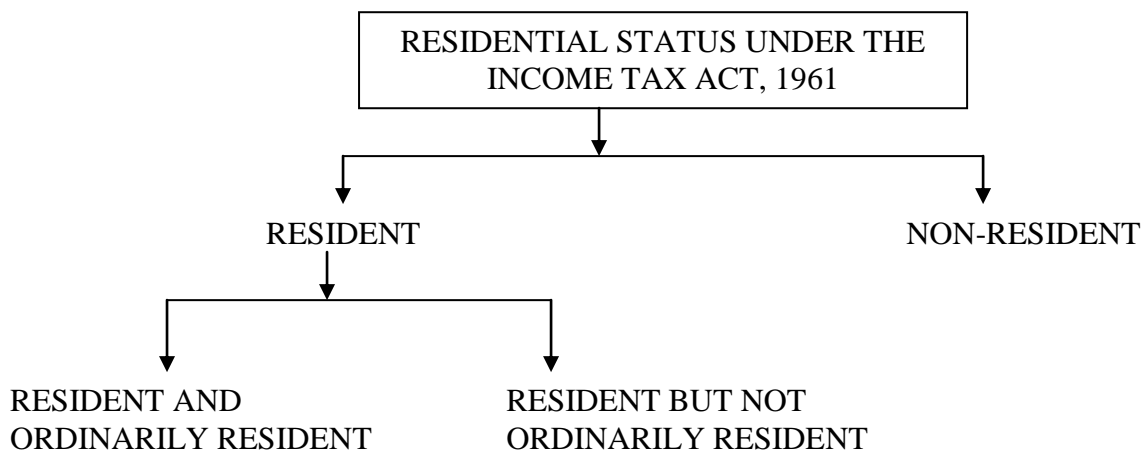 RESIDENTIAL STATUS UNDER THE
INCOME TAX ACT, 1961
RESIDENT
NON-RESIDENT
RESIDENT AND
ORDINARILY RESIDENT
RESIDENT BUT NOT
ORDINARILY RESIDENT